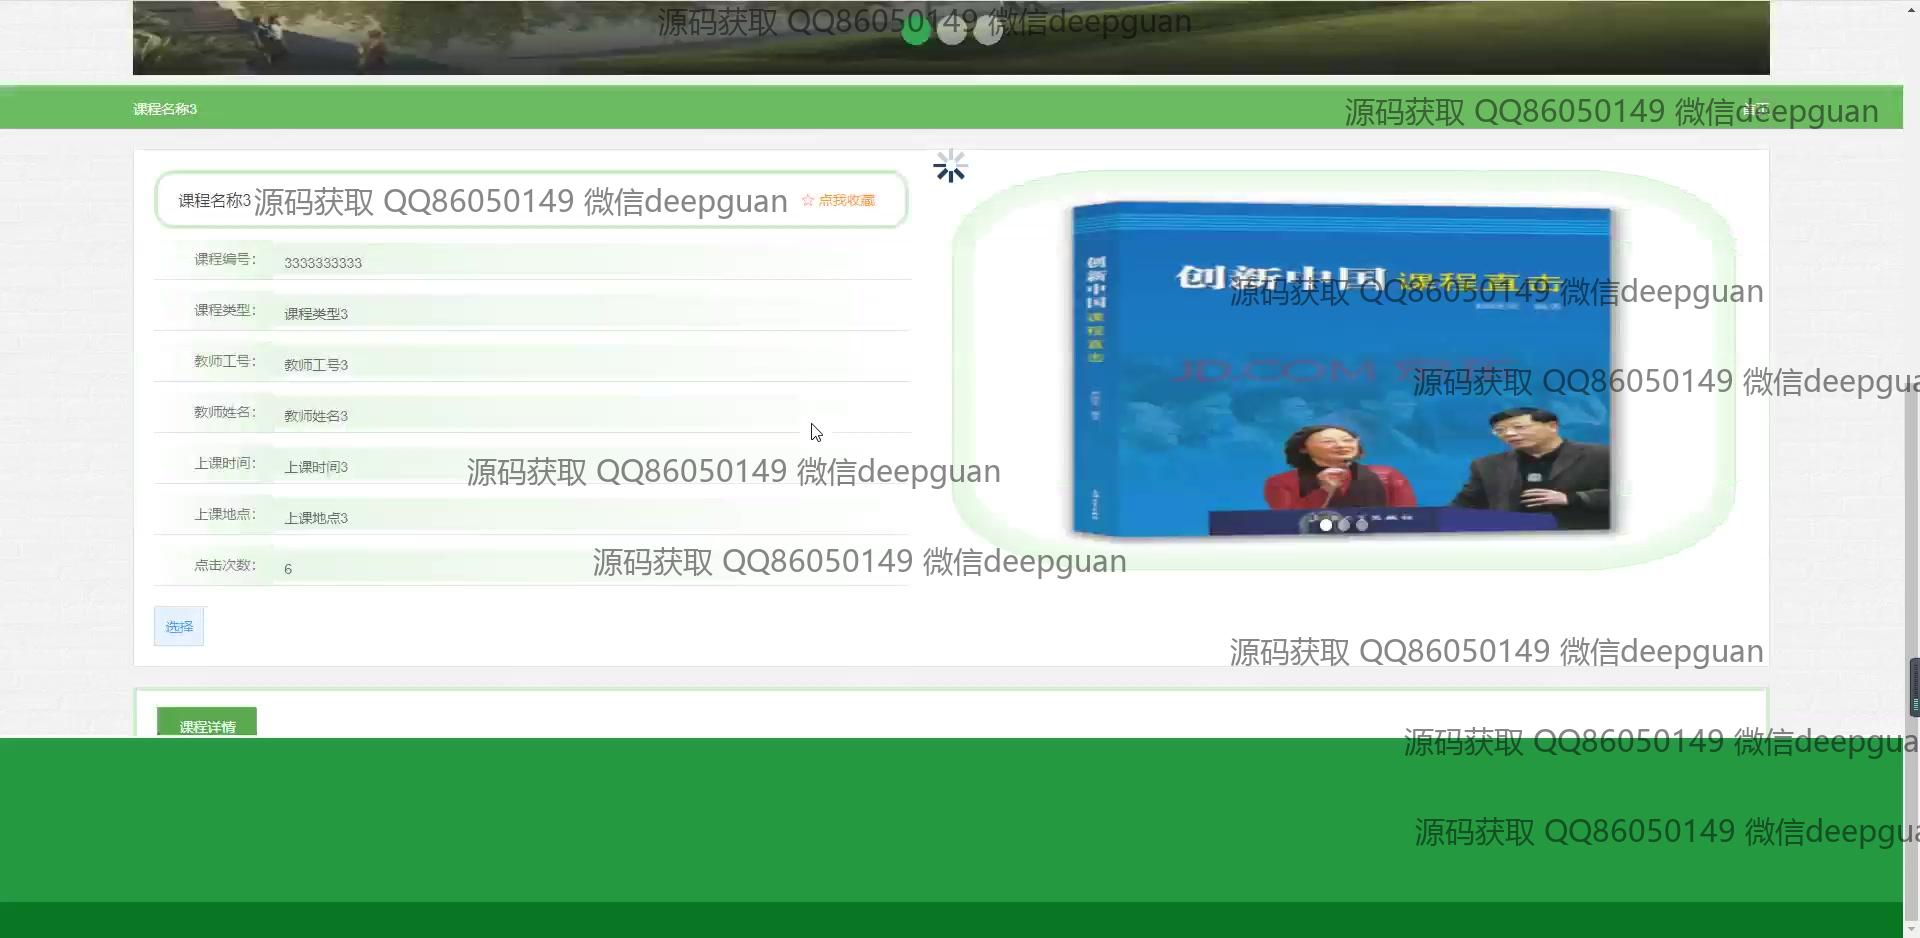 源码获取 QQ86050149 微信deepguan
课程名称3
首页
源码获取 QQ86050149 微信deepguan
课程名称3
源码获取 QQ86050149 微信deepguan
☆ 点我收藏
课程编号：
3333333333
课程类型：
课程类型3
教师工号：
教师工号3
教师姓名：
教师姓名3
上课时间：
上课时间3
上课地点：
上课地点3
点击次数：
6
选择
创新中国 课程直击
创新中国课程直击
JD.COM
源码获取 QQ86050149 微信deepguan
源码获取 QQ86050149 微信deepgua
源码获取 QQ86050149 微信deepguan
源码获取 QQ86050149 微信deepguan
源码获取 QQ86050149 微信deepguan
课程详情
源码获取 QQ86050149 微信deepgua
源码获取 QQ86050149 微信deepgua